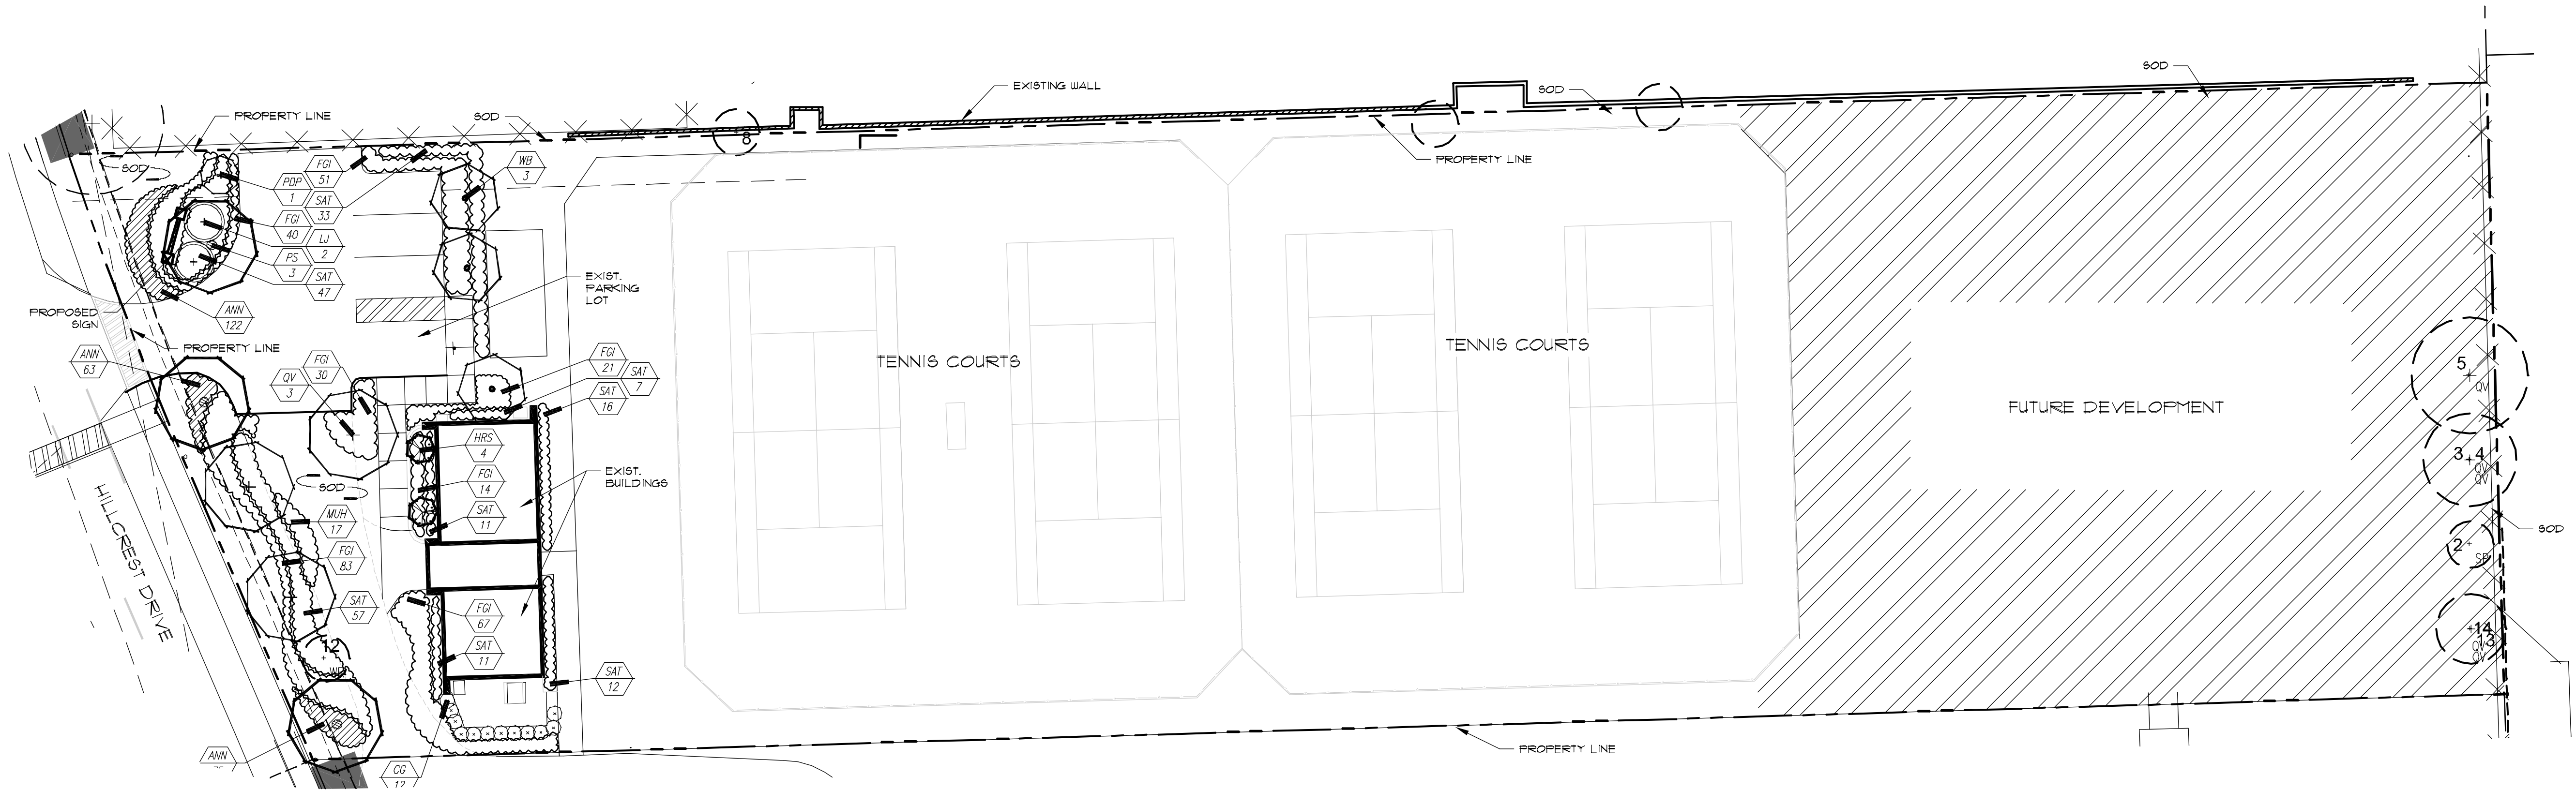 SOD
SOD
EXISTING WALL
SOD
PROPERTY LINE
8
PROPERTY LINE
WB
3
FGI
51
SOD
PDP
1
SAT
33
FGI
40
LJ
2
PS
3
SAT
47
EXIST.
PARKING
LOT
ANN
122
PROPOSED
SIGN
PROPERTY LINE
ANN
63
FGI
30
QV
3
FGI
21
SAT
7
SAT
16
TENNIS COURTS
TENNIS COURTS
FUTURE DEVELOPMENT
5
QV
3
4
QV
QV
HRS
4
FGI
14
SAT
11
EXIST.
BUILDINGS
SOD
MUH
17
FGI
83
SAT
57
HILLCREST DRIVE
2
SP
SOD
FGI
67
SAT
11
SAT
12
12
14
13
QV
QV
ANN
CG
12
PROPERTY LINE